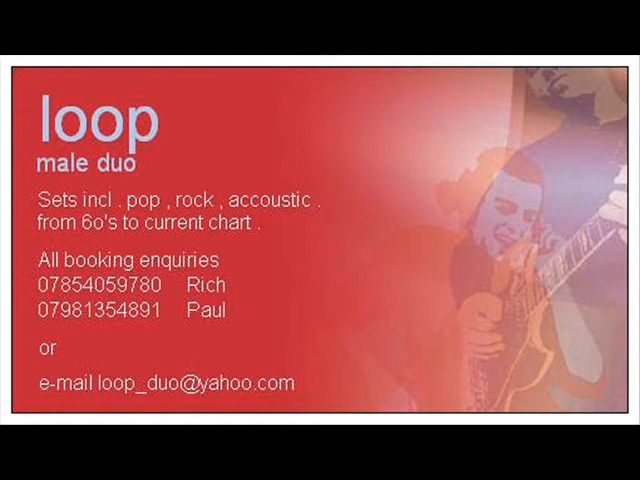 loop
male duo
Sets incl . pop , rock , accoustic .
from 6o's to current chart .
All booking enquiries
07854059780 Rich
07981354891 Paul
or
e-mail loop_duo@yahoo.com